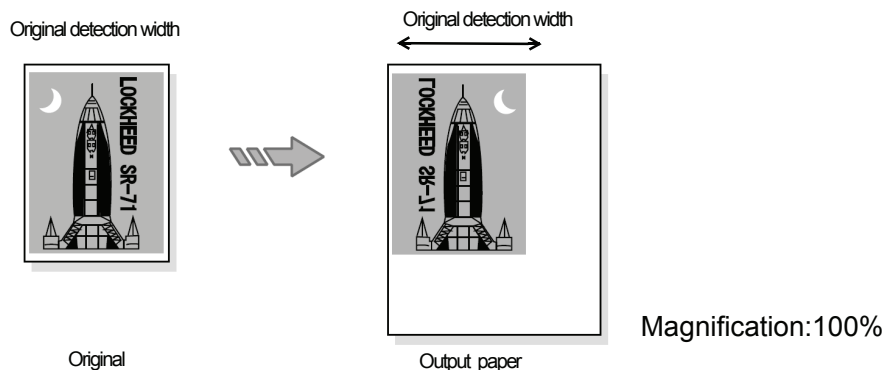 Original detection width
Original detection width
LOCKHEED SR-71
LOCKHEED SR-71
Magnification:100%
Original
Output paper